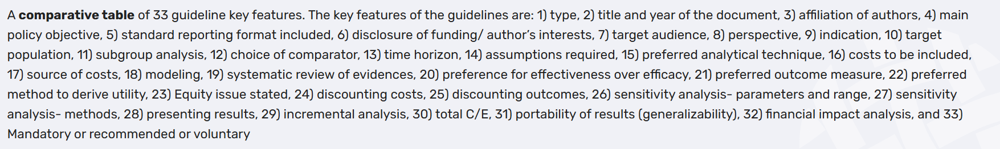 A comparative table of 33 guideline key features. The key features of the guidelines are: 1) type, 2) title and year of the document, 3) affiliation of authors, 4) main
policy objective, 5) standard reporting format included, 6) disclosure of funding/ author’s interests, 7) target audience, 8) perspective, 9) indication, 10) target
population, 11) subgroup analysis, 12) choice of comparator, 13) time horizon, 14) assumptions required, 15) preferred analytical technique, 16) costs to be included,
17) source of costs, 18) modeling, 19) systematic review of evidences, 20) preference for effectiveness over efficacy, 21) preferred outcome measure, 22) preferred
method to derive utility, 23) Equity issue stated, 24) discounting costs, 25) discounting outcomes, 26) sensitivity analysis- parameters and range, 27) sensitivity
analysis- methods, 28) presenting results, 29) incremental analysis, 30) total C/E, 31) portability of results (generalizability), 32) financial impact analysis, and 33)
Mandatory or recommended or voluntary